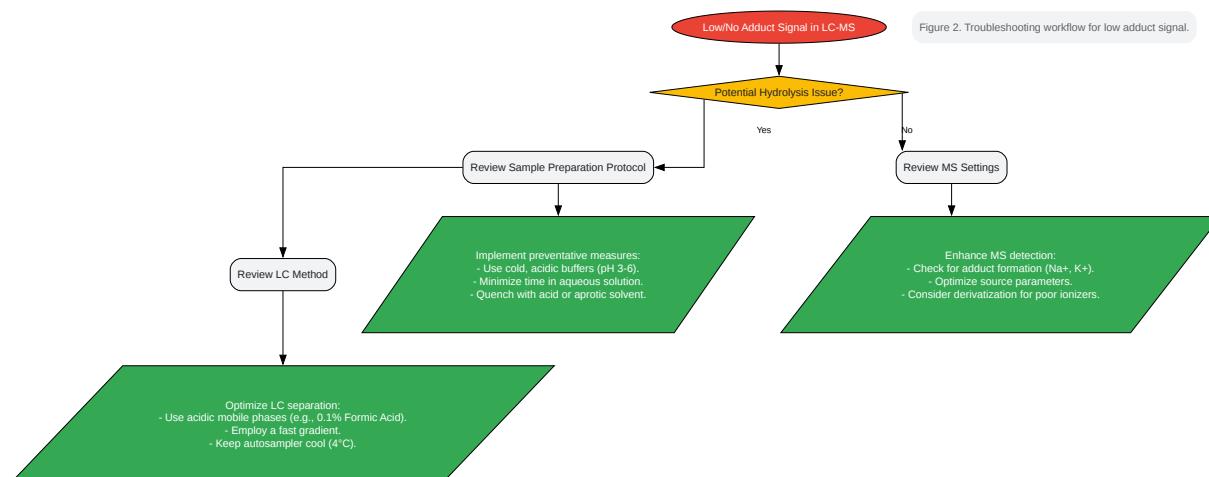 Low/No Adduct Signal in LC-MS
Figure 2. Troubleshooting workflow for low adduct signal.
Potential Hydrolysis Issue?
Yes
No
Review Sample Preparation Protocol
Review MS Settings
Implement preventative measures:
- Use cold, acidic buffers (pH 3-6).
- Minimize time in aqueous solution.
- Quench with acid or aprotic solvent.
Enhance MS detection:
- Check for adduct formation (Na+, K+).
- Optimize source parameters.
- Consider derivatization for poor ionizers.
Review LC Method
Optimize LC separation:
- Use acidic mobile phases (e.g., 0.1% Formic Acid).
- Employ a fast gradient.
- Keep autosampler cool (4°C).